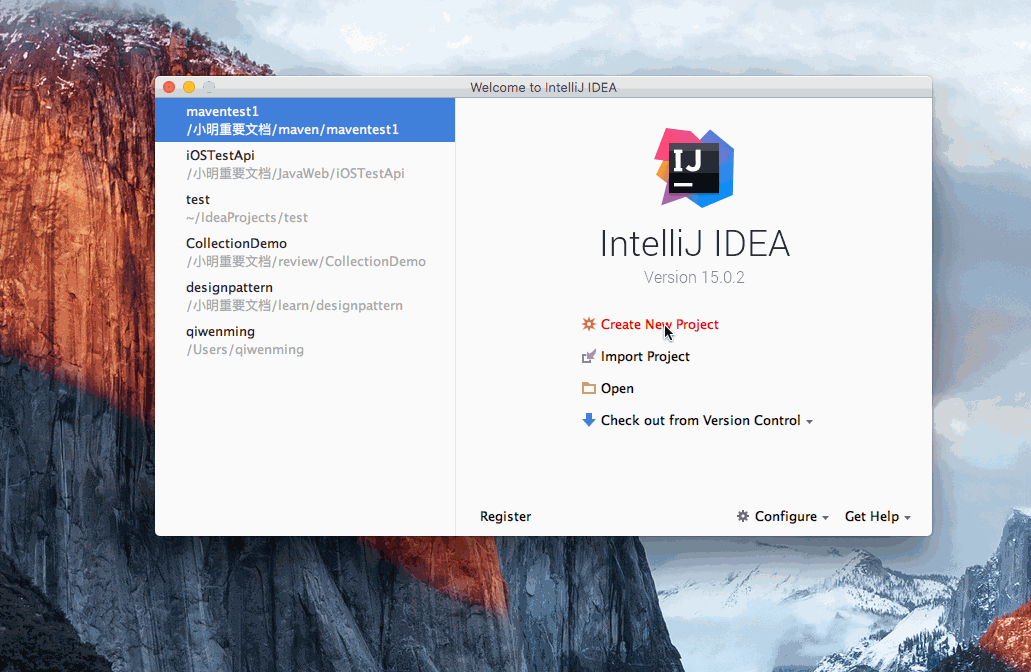 Welcome to IntelliJ IDEA
maventest1
/小明重要文档/maven/maventest1
iOSTestApi
/小明重要文档/JavaWeb/iOSTestApi
test
~/IdeaProjects/test
CollectionDemo
/小明重要文档/review/CollectionDemo
designpattern
/小明重要文档/learn/designpattern
qiwenming
/Users/qiwenming
IJ
IntelliJ IDEA
Version 15.0.2
Create New Project
Import Project
Open
Check out from Version Control
Register
Configure
Get Help